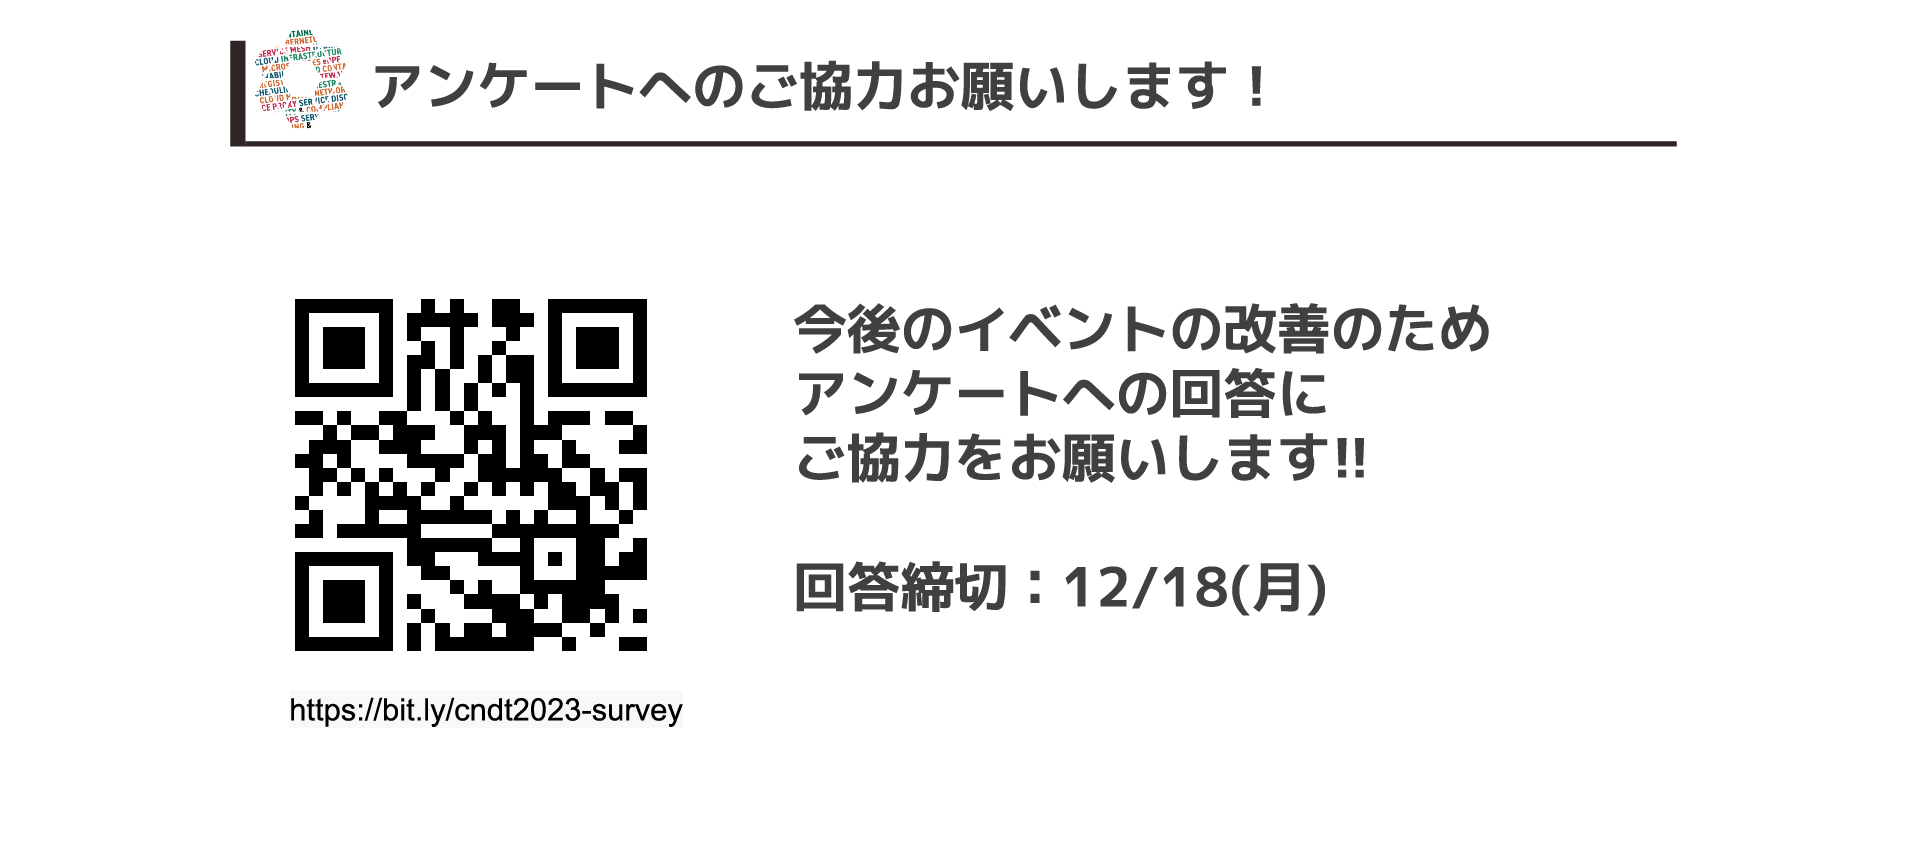 アンケートへのご協力お願いします！
今後のイベントの改善のため
アンケートへの回答に
ご協力をお願いします!!
回答締切：12/18(月)
https://bit.ly/cndt2023-survey